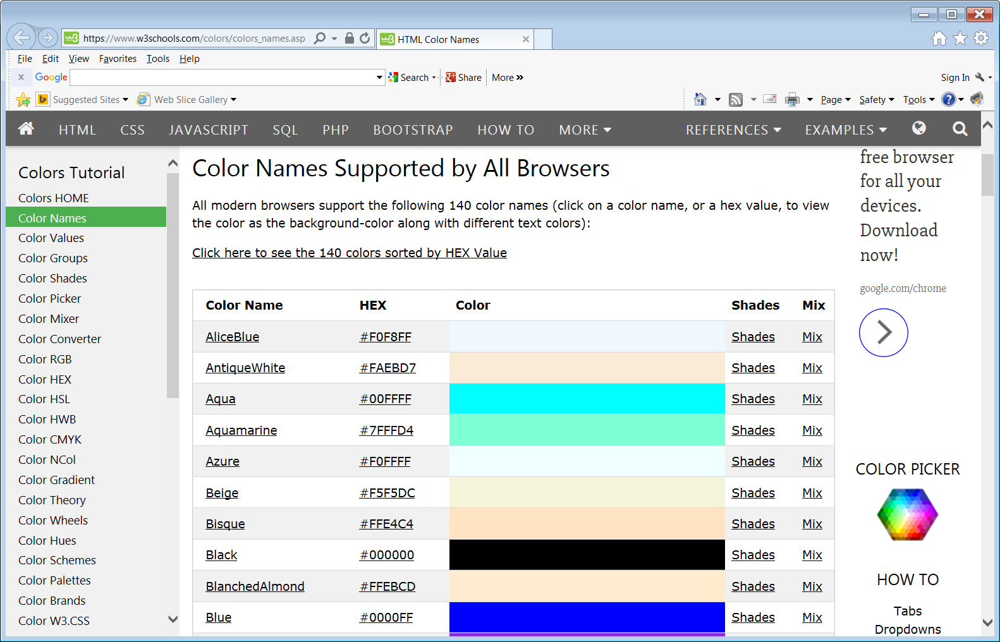 https://www.w3schools.com/colors/colors_names.asp
HTML Color Names
File Edit View Favorites Tools Help
x Google Search Share More » Sign In
Suggested Sites Web Slice Gallery Page Safety Tools
HTML CSS JAVASCRIPT SQL PHP BOOTSTRAP HOW TO MORE REFERENCES EXAMPLES
Colors Tutorial
Colors HOME
Color Names
Color Values
Color Groups
Color Shades
Color Picker
Color Mixer
Color Converter
Color RGB
Color HEX
Color HSL
Color HWB
Color CMYK
Color NCol
Color Gradient
Color Theory
Color Wheels
Color Hues
Color Schemes
Color Palettes
Color Brands
Color W3.CSS
Color Names Supported by All Browsers
All modern browsers support the following 140 color names (click on a color name, or a hex value, to view
the color as the background-color along with different text colors):
Click here to see the 140 colors sorted by HEX Value
Color Name HEX Color Shades Mix
AliceBlue #F0F8FF Shades Mix
AntiqueWhite #FAEBD7 Shades Mix
Aqua #00FFFF Shades Mix
Aquamarine #7FFFD4 Shades Mix
Azure #F0FFFF Shades Mix
Beige #F5F5DC Shades Mix
Bisque #FFE4C4 Shades Mix
Black #000000 Shades Mix
BlanchedAlmond #FFEBCD Shades Mix
Blue #0000FF Shades Mix
free browser
for all your
devices.
Download
now!
google.com/chrome
COLOR PICKER
HOW TO
Tabs
Dropdowns